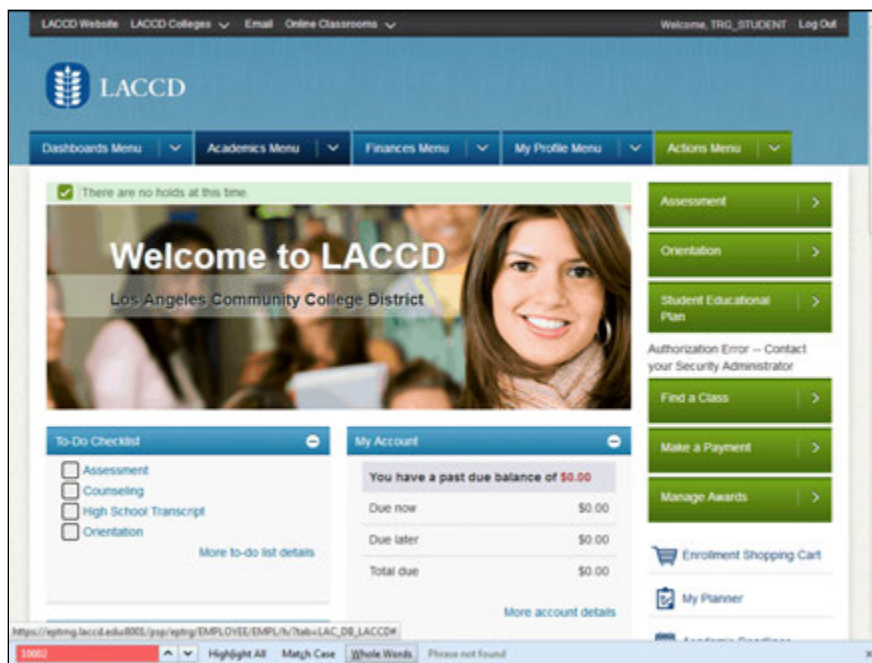 LACCD Website LACCD Colleges Email Online Classrooms Welcome, TRG_STUDENT Log Out
LACCD
Dashboards Menu Academics Menu Finances Menu My Profile Menu Actions Menu
There are no holds at this time.
Welcome to LACCD
Los Angeles Community College District
Assessment
Orientation
Student Educational
Plan
Authorization Error -- Contact
your Security Administrator
Find a Class
Make a Payment
Manage Awards
Enrollment Shopping Cart
My Planner
To-Do Checklist
Assessment
Counseling
High School Transcript
Orientation
More to-do list details
My Account
You have a past due balance of $0.00
Due now $0.00
Due later $0.00
Total due $0.00
More account details
https://eptrng.laccd.edu:8001/psp/eptrg/EMPLOYEE/EMPL/h/?tab=LAC_DB_LACCD#
10002 Highlight All Match Case Whole Words Phrase not found